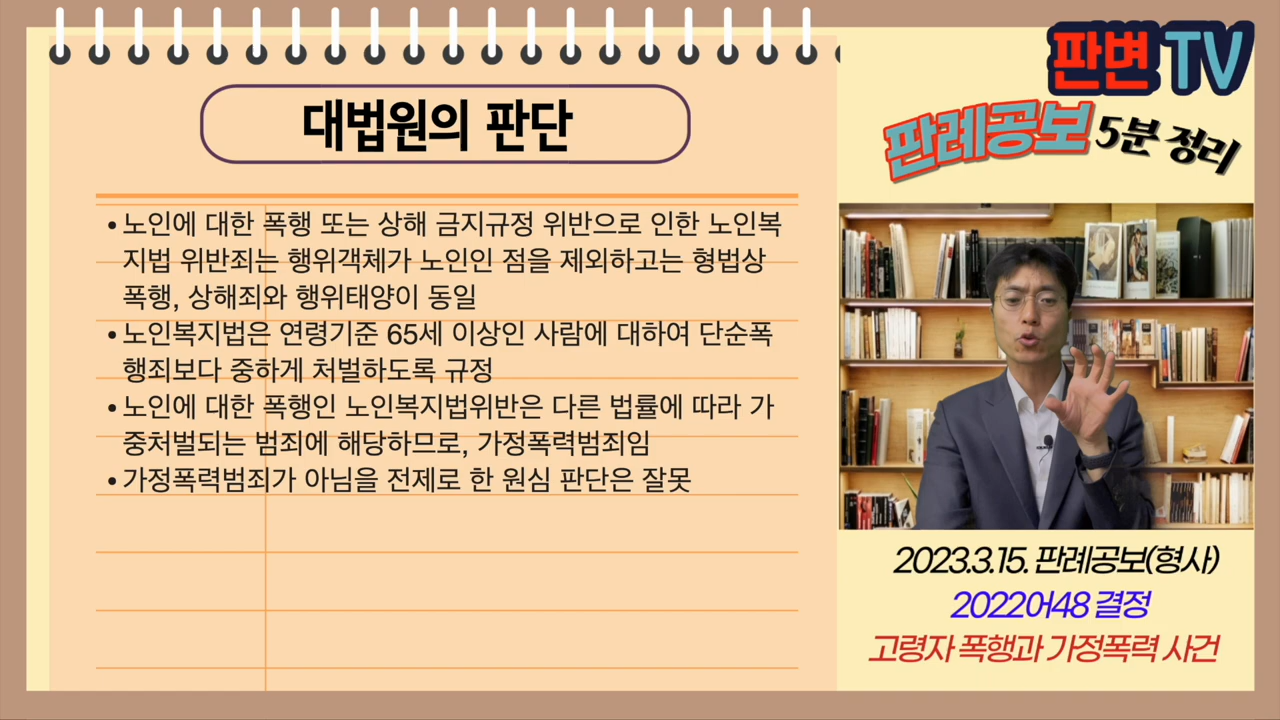 판변 TV
판례공보 5분 정리
대법원의 판단
•노인에 대한 폭행 또는 상해 금지규정 위반으로 인한 노인복
지법 위반죄는 행위객체가 노인인 점을 제외하고는 형법상
폭행, 상해죄와 행위태양이 동일
•노인복지법은 연령기준 65세 이상인 사람에 대하여 단순폭
행죄보다 중하게 처벌하도록 규정
•노인에 대한 폭행인 노인복지법위반은 다른 법률에 따라 가
중처벌되는 범죄에 해당하므로, 가정폭력범죄임
•가정폭력범죄가 아님을 전제로 한 원심 판단은 잘못
2023.3.15. 판례공보(형사)
2022어48 결정
고령자 폭행과 가정폭력 사건